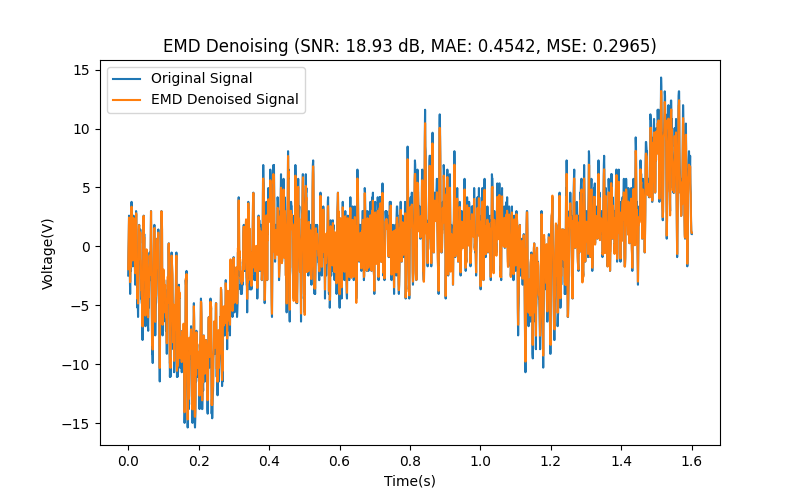 EMD Denoising (SNR: 18.93 dB, MAE: 0.4542, MSE: 0.2965)
Original Signal
EMD Denoised Signal
15
10
5
0
−5
−10
−15
Voltage(V)
0.0 0.2 0.4 0.6 0.8 1.0 1.2 1.4 1.6
Time(s)